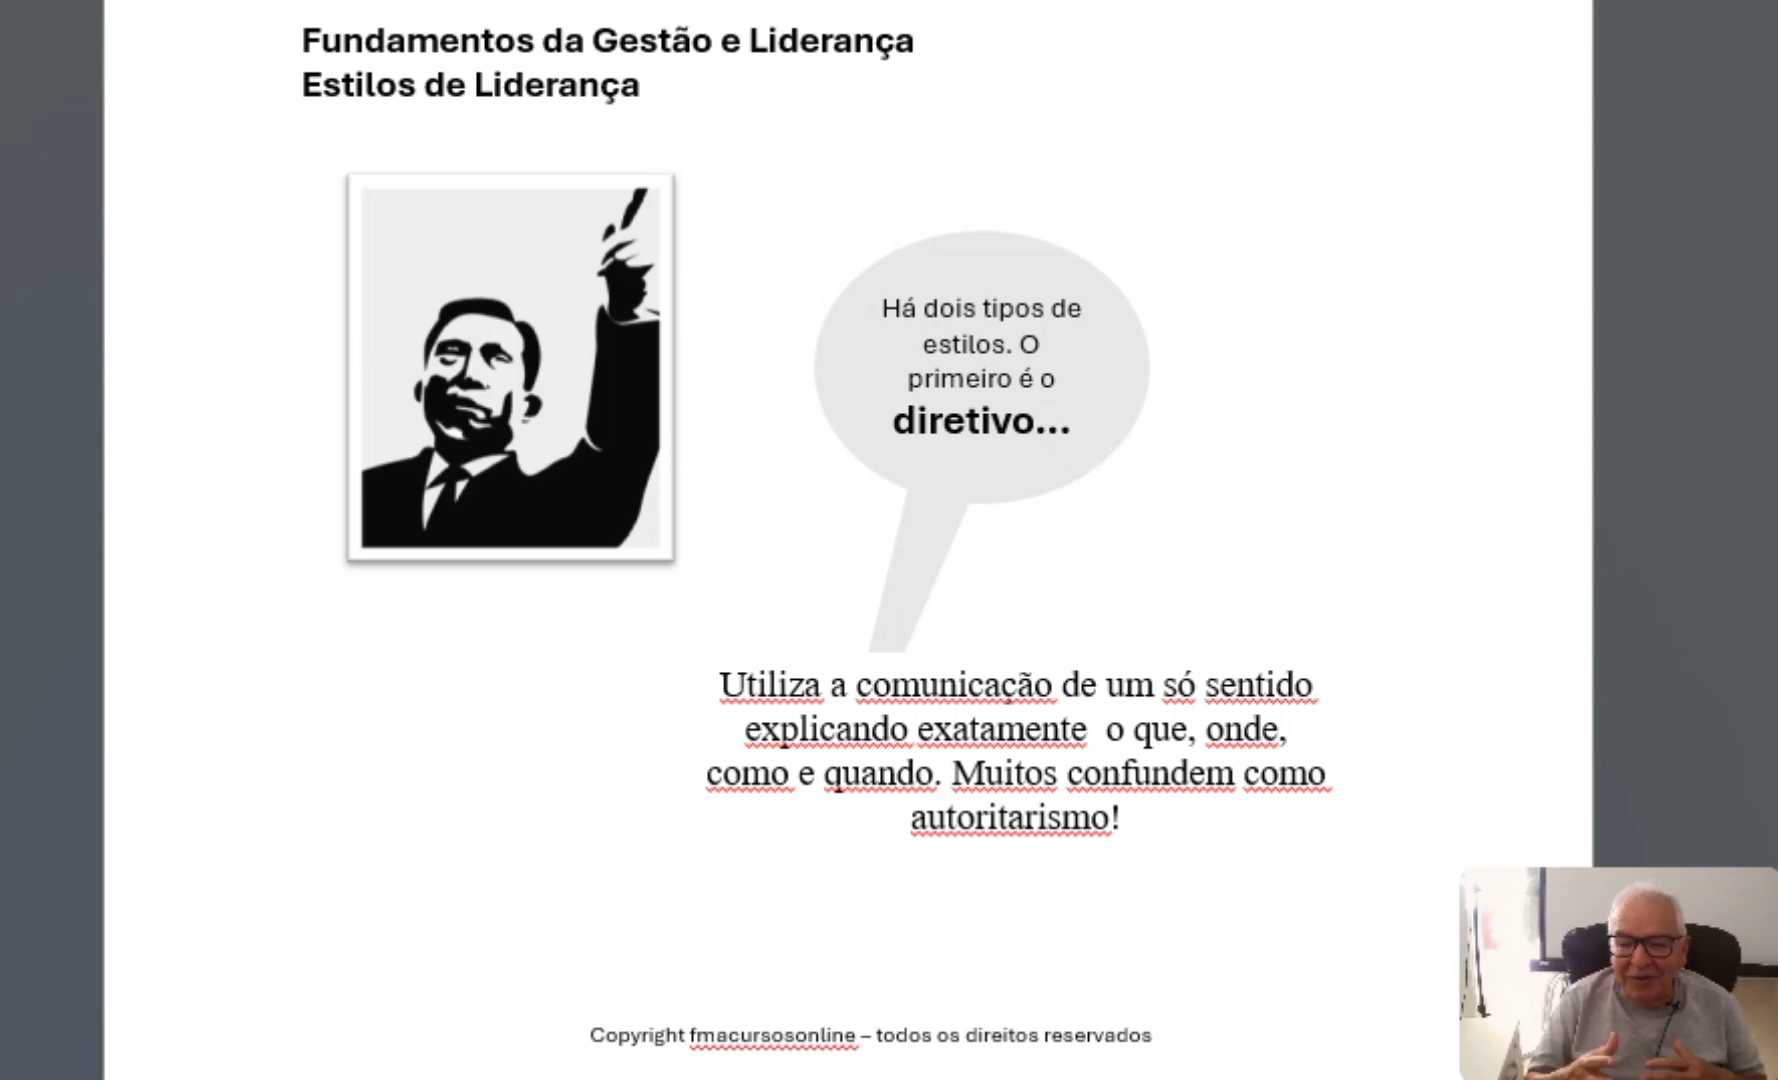 Fundamentos da Gestão e Liderança
Estilos de Liderança
Há dois tipos de
estilos. O
primeiro é o
diretivo...
Utiliza a comunicação de um só sentido
explicando exatamente  o que, onde,
como e quando. Muitos confundem como
autoritarismo!
Copyright fmacursosonline – todos os direitos reservados